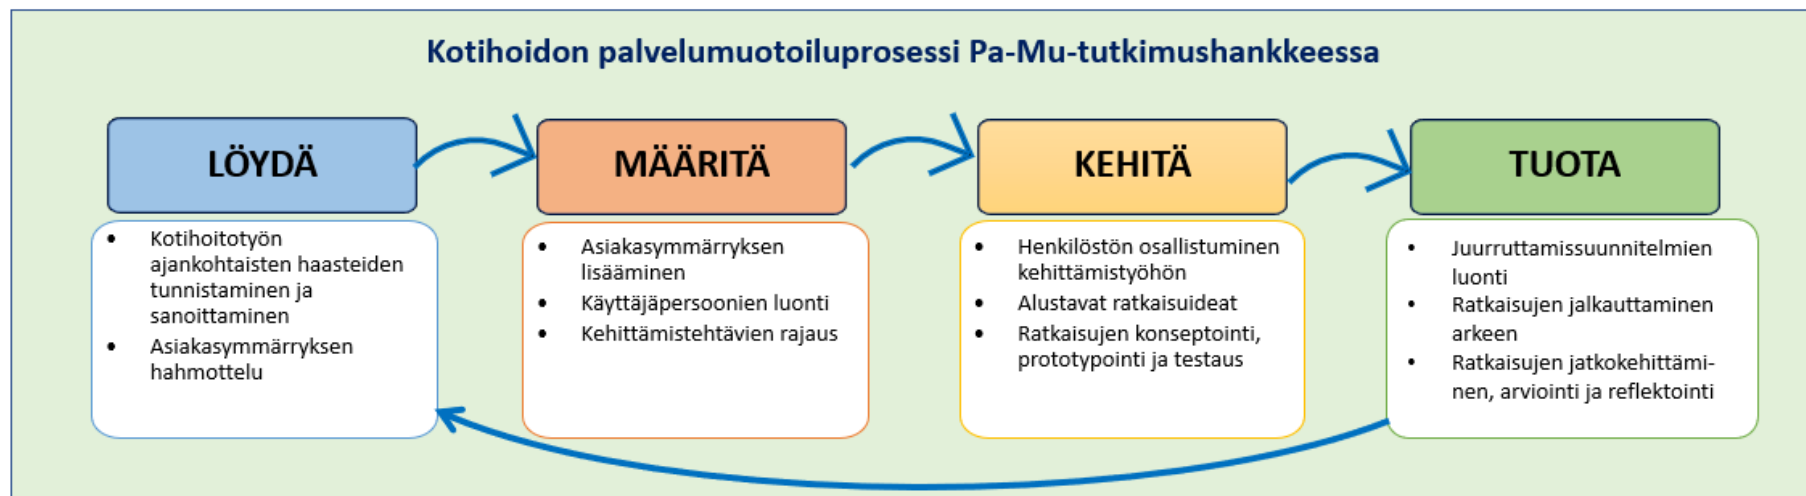 Kotihoidon palvelumuotoiluprosessi Pa-Mu-tutkimushankkeessa
LÖYDÄ
• Kotihoitotyön
ajankohtaisten haasteiden
tunnistaminen ja
sanoittaminen
• Asiakasymmärryksen
hahmottelu
MÄÄRITÄ
• Asiakasymmärryksen
lisääminen
• Käyttäjäpersoonien luonti
• Kehittämistehtävien rajaus
KEHITÄ
• Henkilöstön osallistuminen
kehittämistyöhön
• Alustavat ratkaisuideat
• Ratkaisujen konseptointi,
prototypointi ja testaus
TUOTA
• Juurruttamissuunnitelmien
luonti
• Ratkaisujen jalkauttaminen
arkeen
• Ratkaisujen jatkokehittämi-
nen, arviointi ja reflektointi